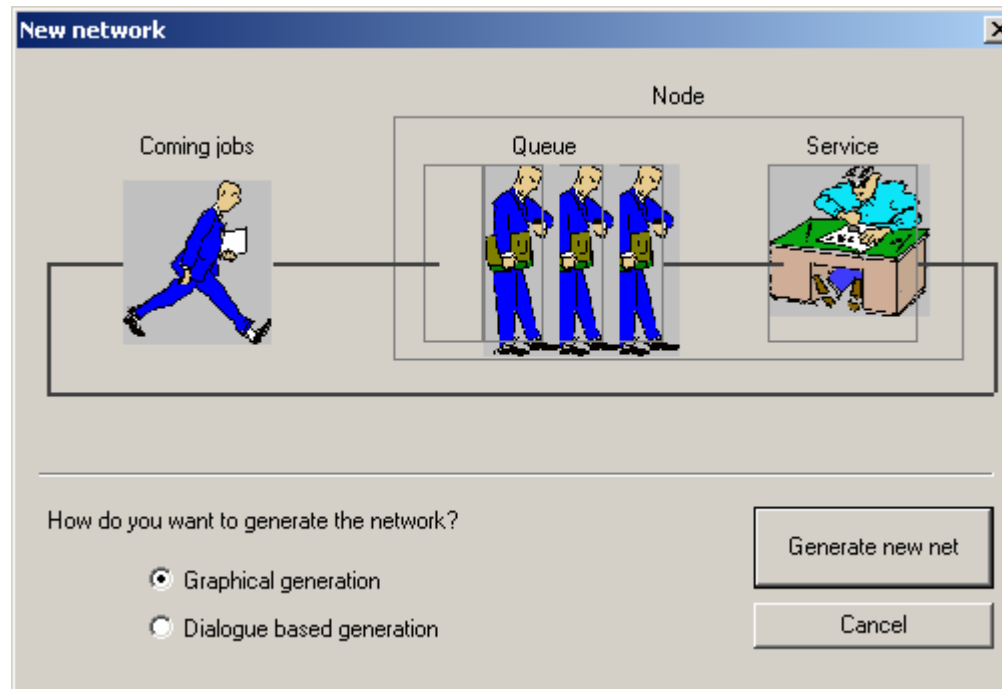 New network
Node
Coming jobs
Queue
Service
How do you want to generate the network?
Graphical generation
Dialogue based generation
Generate new net
Cancel